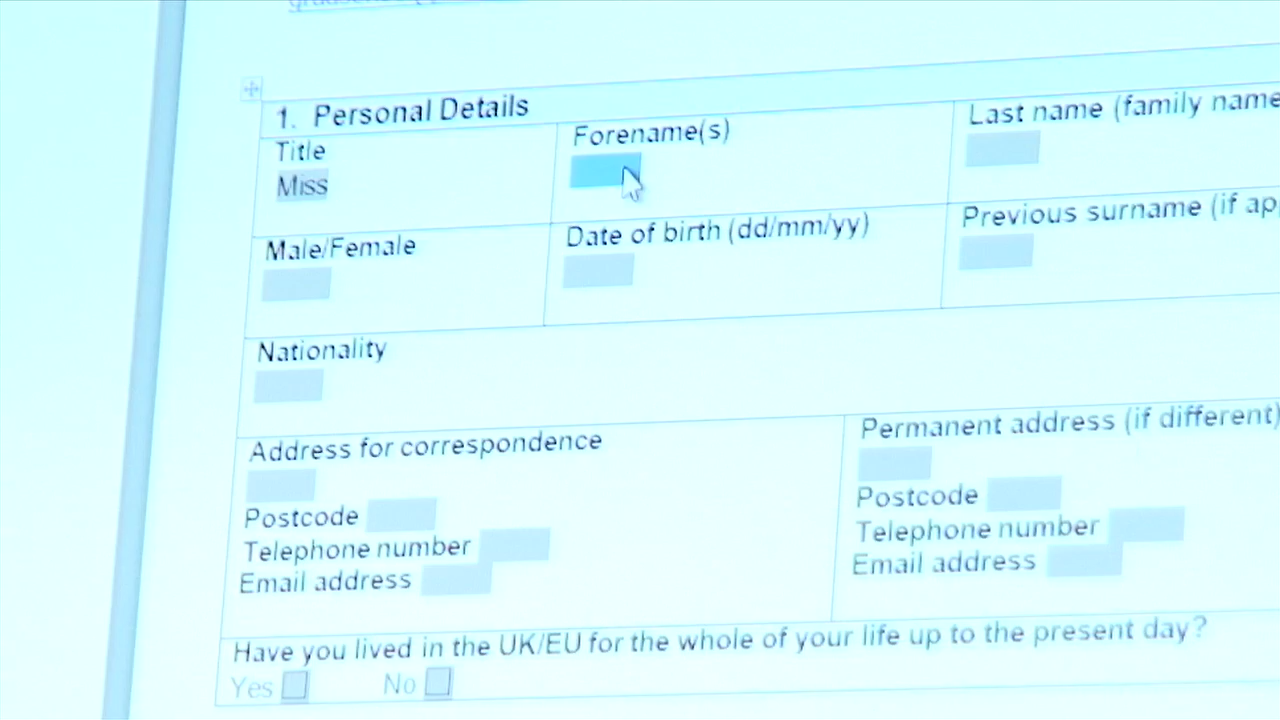 1. Personal Details
Title
Miss
Forename(s)
Last name (family name
Male/Female
Date of birth (dd/mm/yy)
Previous surname (if
Nationality
Address for correspondence
Postcode
Telephone number
Email address
Permanent address (if different)
Postcode
Telephone number
Email address
Have you lived in the UK/EU for the whole of your life up to the present day?
Yes No